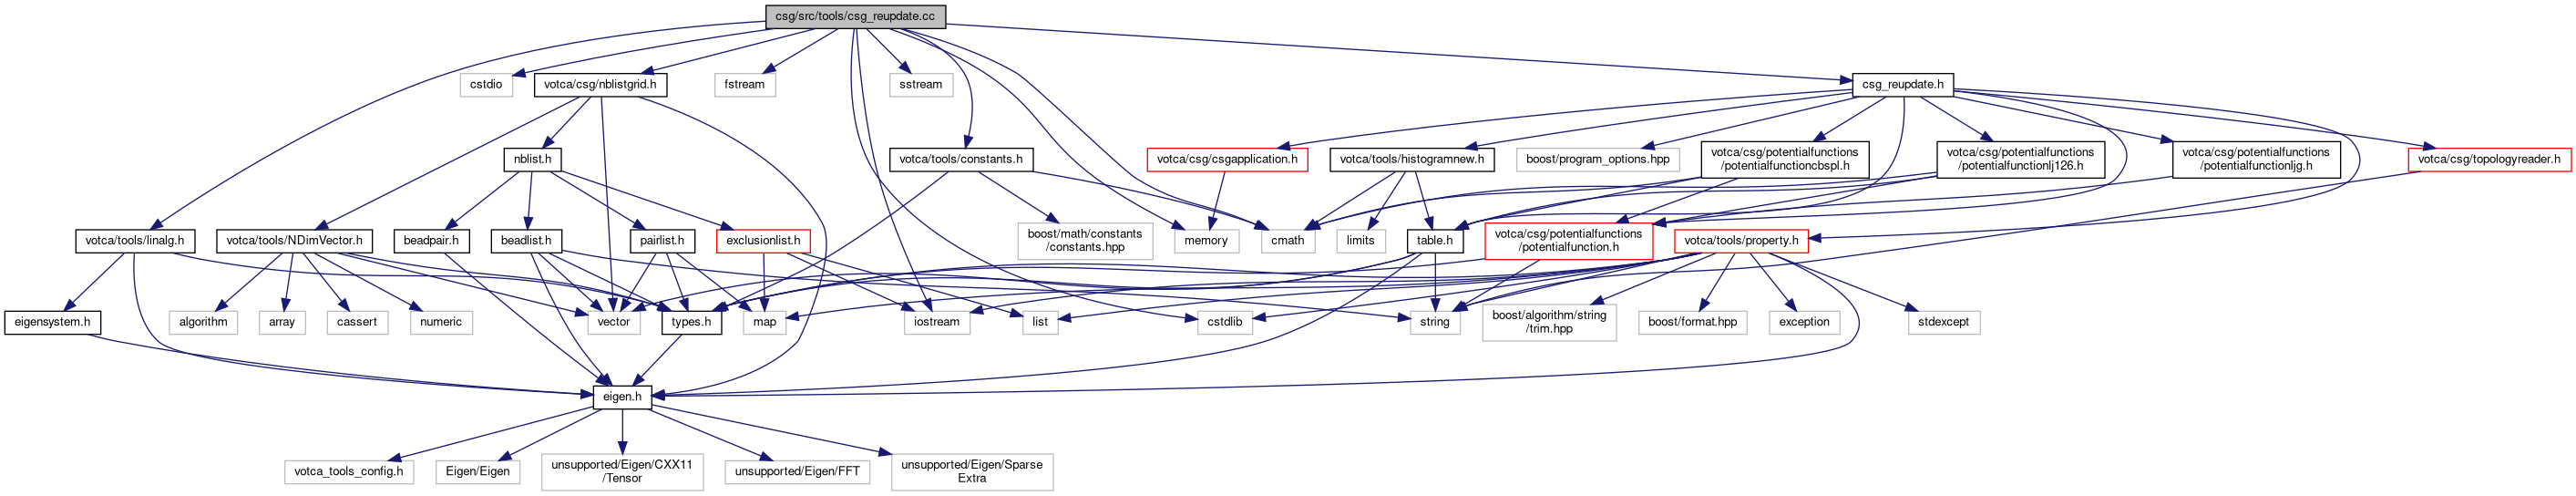 csg/src/tools/csg_reupdate.cc
cstdio
votca/csg/nblistgrid.h
fstream
sstream
csg_reupdate.h
nblist.h
votca/tools/constants.h
votca/csg/csgapplication.h
votca/tools/histogramnew.h
boost/program_options.hpp
votca/csg/potentialfunctions
/potentialfunctioncbspl.h
votca/csg/potentialfunctions
/potentialfunctionlj126.h
votca/csg/potentialfunctions
/potentialfunctionljg.h
votca/csg/topologyreader.h
votca/tools/linalg.h
votca/tools/NDimVector.h
beadpair.h
beadlist.h
pairlist.h
exclusionlist.h
boost/math/constants
/constants.hpp
memory
cmath
limits
table.h
votca/csg/potentialfunctions
/potentialfunction.h
votca/tools/property.h
eigensystem.h
algorithm
array
cassert
numeric
vector
types.h
map
iostream
list
cstdlib
string
boost/algorithm/string
/trim.hpp
boost/format.hpp
exception
stdexcept
eigen.h
votca_tools_config.h
Eigen/Eigen
unsupported/Eigen/CXX11
/Tensor
unsupported/Eigen/FFT
unsupported/Eigen/Sparse
Extra